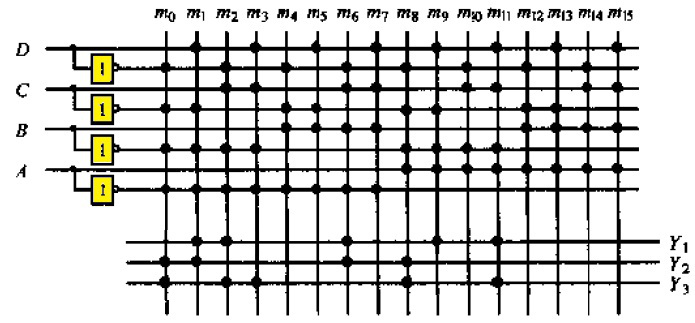 m₀ m₁ m₂ m₃ m₄ m₅ m₆ m₇ m₈ m₉ m₁₀ m₁₁ m₁₂ m₁₃ m₁₄ m₁₅
D
1
C
1
B
1
A
1
Y₁
Y₂
Y₃